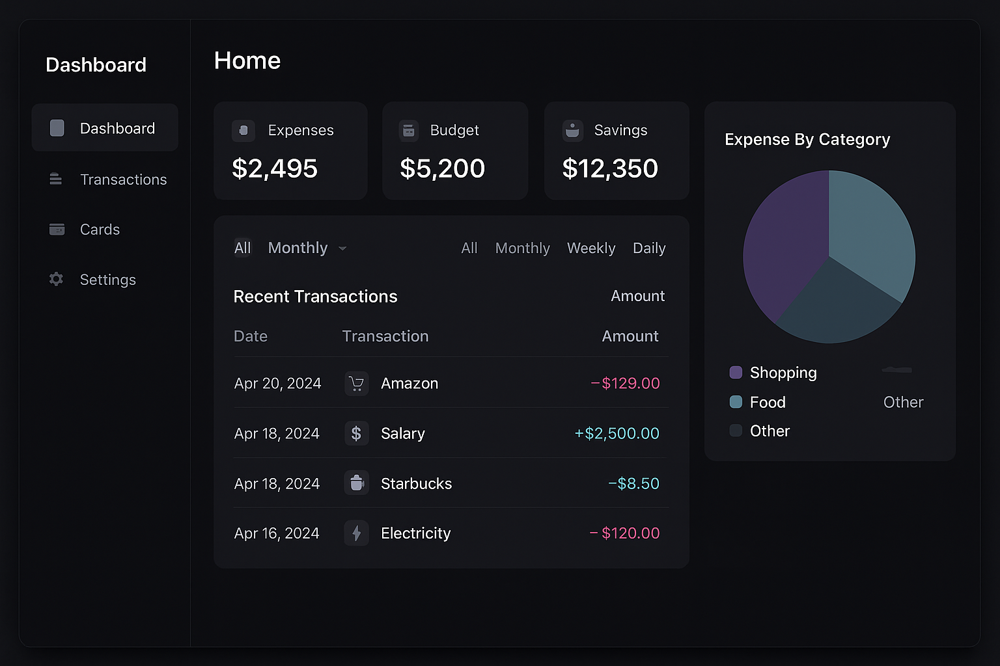 Dashboard
Dashboard
Transactions
Cards
Settings
Home
Expenses
$2,495
Budget
$5,200
Savings
$12,350
All Monthly
All Monthly Weekly Daily
Recent Transactions Amount
Date Transaction Amount
Apr 20, 2024 Amazon −$129.00
Apr 18, 2024 $ Salary +$2,500.00
Apr 18, 2024 Starbucks −$8.50
Apr 16, 2024 Electricity − $120.00
Expense By Category
Shopping
Food Other
Other